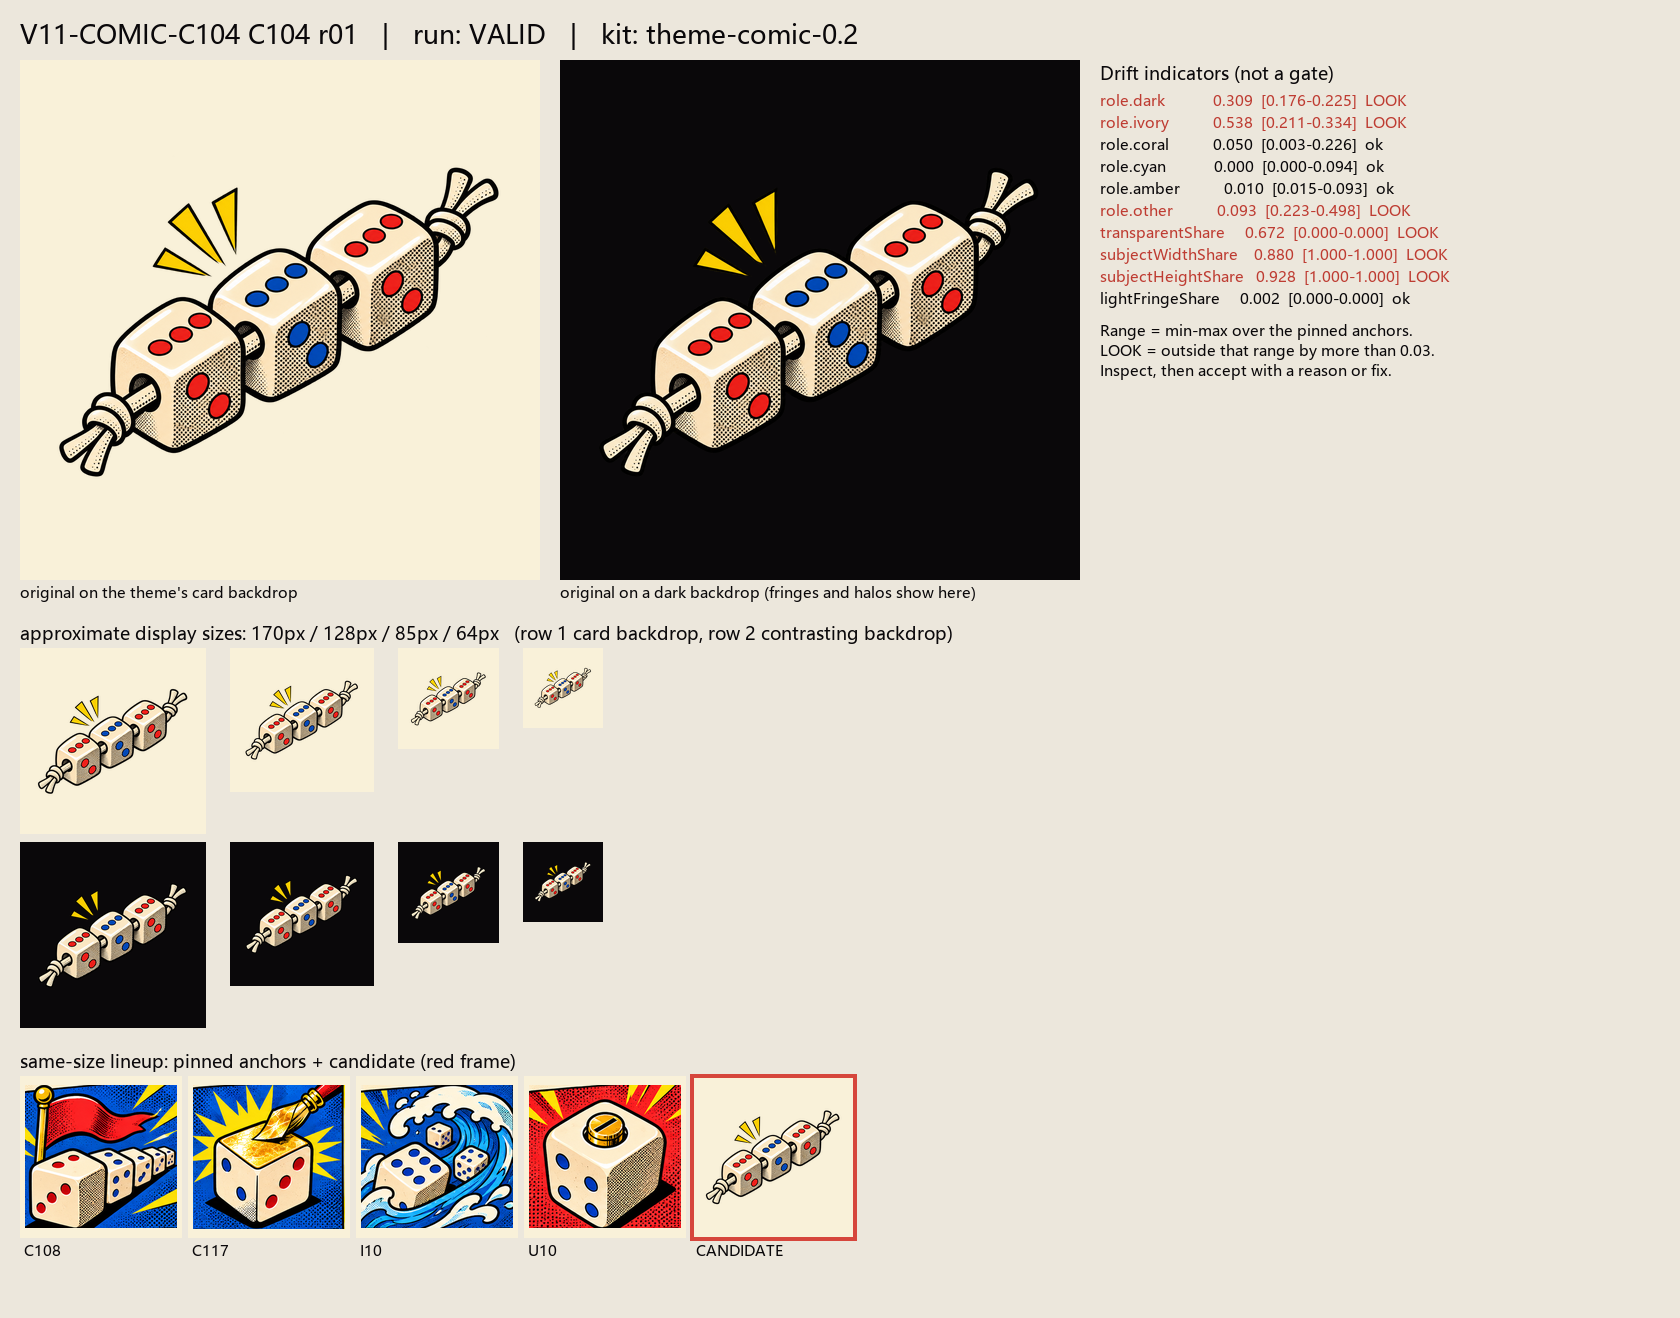 V11-COMIC-C104 C104 r01 | run: VALID | kit: theme-comic-0.2
Drift indicators (not a gate)
role.dark 0.309 [0.176-0.225] LOOK
role.ivory 0.538 [0.211-0.334] LOOK
role.coral 0.050 [0.003-0.226] ok
role.cyan 0.000 [0.000-0.094] ok
role.amber 0.010 [0.015-0.093] ok
role.other 0.093 [0.223-0.498] LOOK
transparentShare 0.672 [0.000-0.000] LOOK
subjectWidthShare 0.880 [1.000-1.000] LOOK
subjectHeightShare 0.928 [1.000-1.000] LOOK
lightFringeShare 0.002 [0.000-0.000] ok
Range = min-max over the pinned anchors.
LOOK = outside that range by more than 0.03.
Inspect, then accept with a reason or fix.
original on the theme's card backdrop
original on a dark backdrop (fringes and halos show here)
approximate display sizes: 170px / 128px / 85px / 64px (row 1 card backdrop, row 2 contrasting backdrop)
same-size lineup: pinned anchors + candidate (red frame)
C108
C117
I10
U10
CANDIDATE